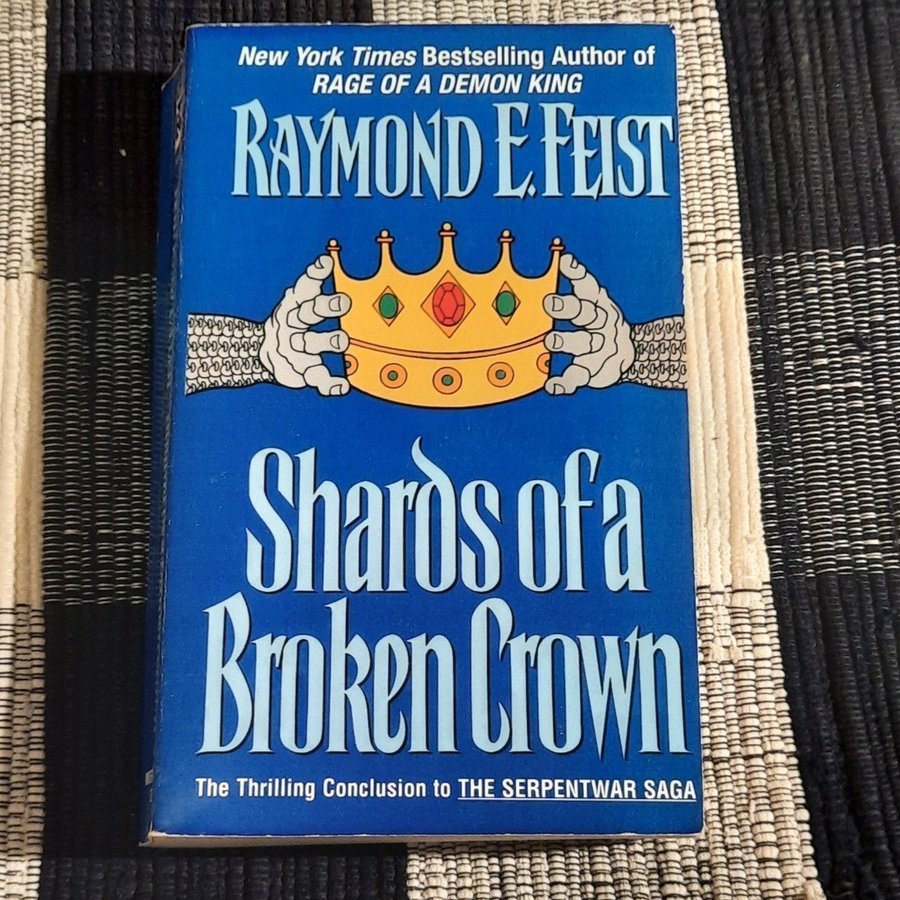 New York Times Bestselling Author of
RAGE OF A DEMON KING
RAYMOND E. FEIST
Shards of a
Broken Crown
The Thrilling Conclusion to THE SERPENTWAR SAGA